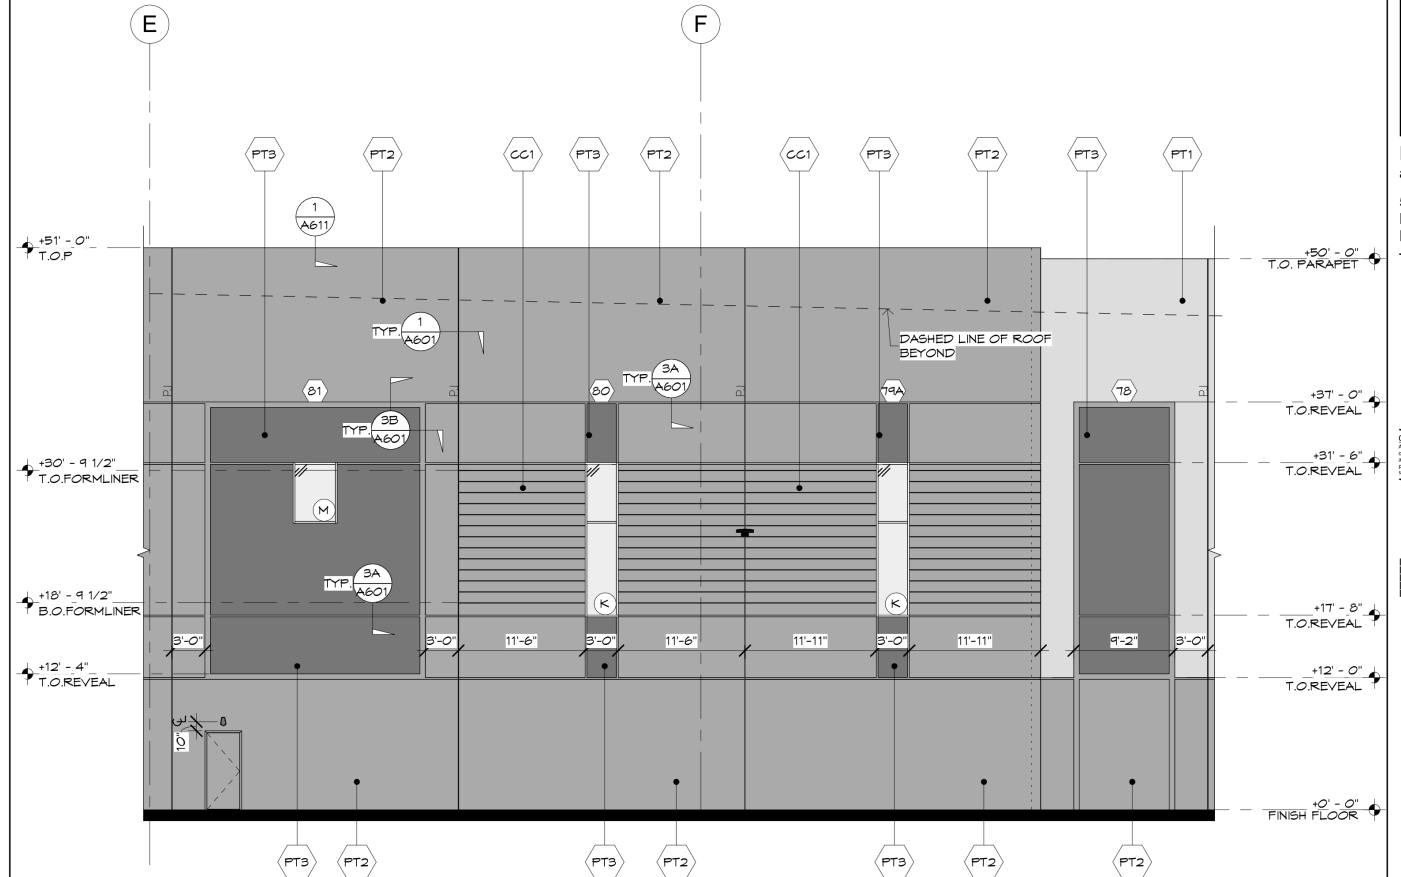 E
F
PT3
PT2
CC1
PT3
PT2
CC1
PT3
PT2
PT3
PT1
1
A611
+51' - 0"
T.O.P
+50' - 0"
T.O. PARAPET
TYP.
1
A601
DASHED LINE OF ROOF
BEYOND
TYP.
3A
A601
P.J
81
P.J
80
P.J
79A
78
P.J
+37' - 0"
T.O.REVEAL
TYP.
3B
A601
+30' - 9 1/2"
T.O.FORMLINER
+31' - 6"
T.O.REVEAL
M
TYP.
3A
A601
+18' - 9 1/2"
B.O.FORMLINER
K
K
+17' - 8"
T.O.REVEAL
3'-0"
3'-0"
11'-6"
3'-0"
11'-6"
11'-11"
3'-0"
11'-11"
9'-2"
3'-0"
+12' - 4"
T.O.REVEAL
+12' - 0"
T.O.REVEAL
10"
+0' - 0"
FINISH FLOOR
PT3
PT2
PT3
PT2
PT3
PT2
PT2